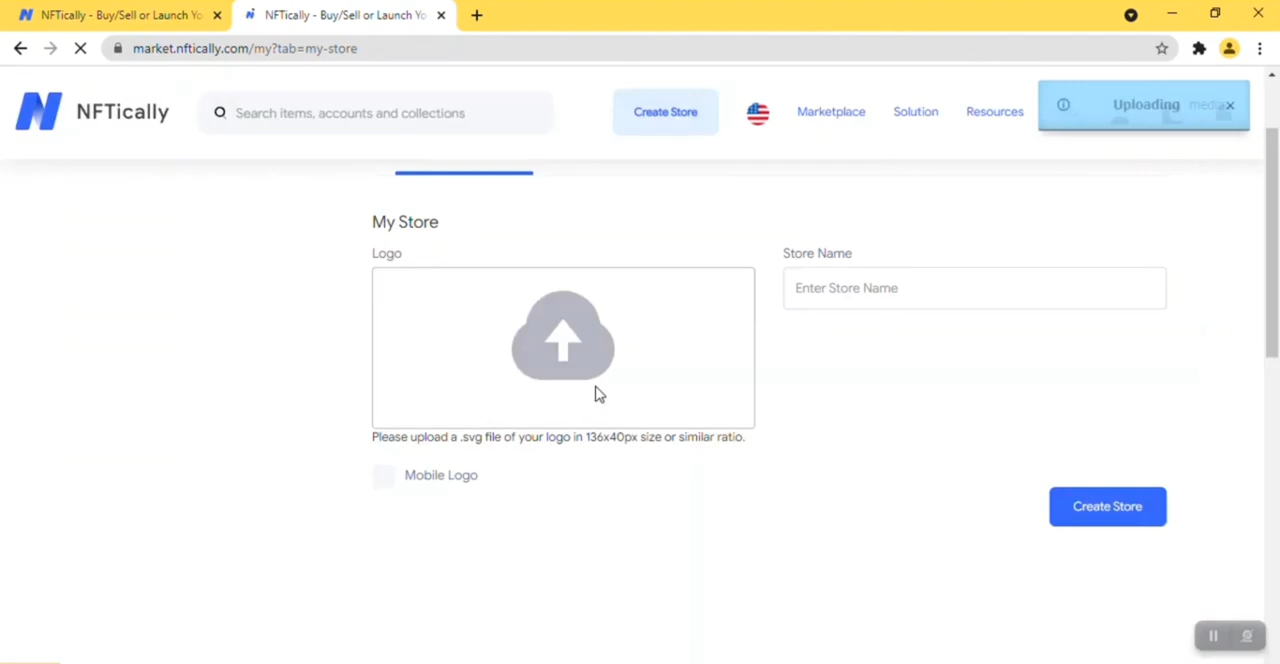 NFTically - Buy/Sell or Launch Yo
NFTically - Buy/Sell or Launch Yo
market.nftically.com/my?tab=my-store
NFTically
Search items, accounts and collections
Create Store
Marketplace
Solution
Resources
Uploading media
My Store
Logo
Store Name
Enter Store Name
Please upload a .svg file of your logo in 136x40px size or similar ratio.
Mobile Logo
Create Store